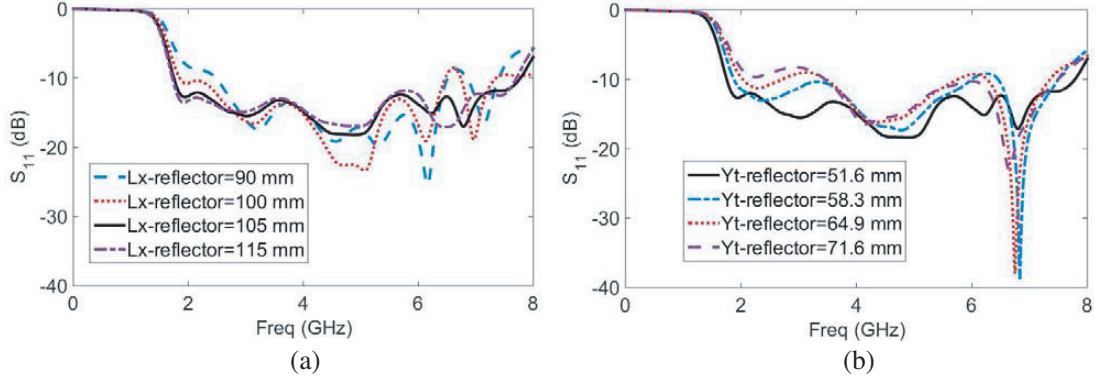 0
-10
-20
-30
-40
S11 (dB)
Lx-reflector=90 mm
Lx-reflector=100 mm
Lx-reflector=105 mm
Lx-reflector=115 mm
0 2 4 6 8
Freq (GHz)
(a)
0
-10
-20
-30
-40
S11 (dB)
Yt-reflector=51.6 mm
Yt-reflector=58.3 mm
Yt-reflector=64.9 mm
Yt-reflector=71.6 mm
0 2 4 6 8
Freq (GHz)
(b)